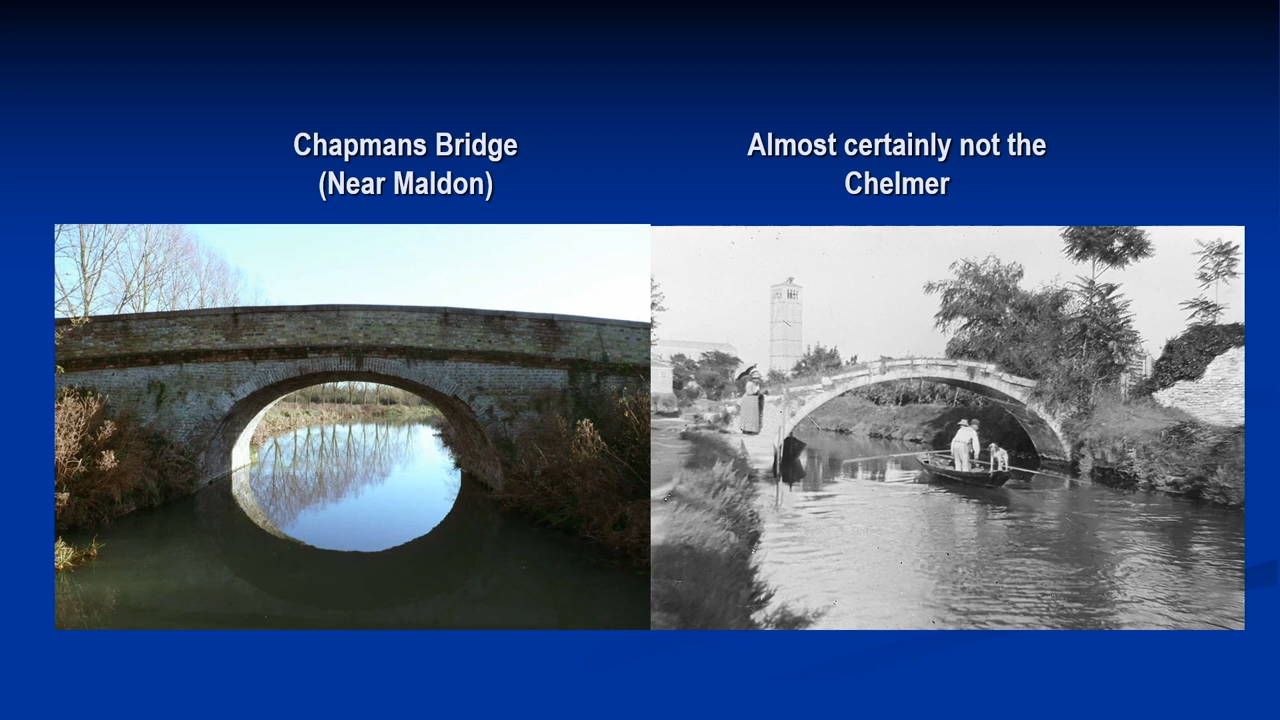 Chapmans Bridge
(Near Maldon)
Almost certainly not the
Chelmer